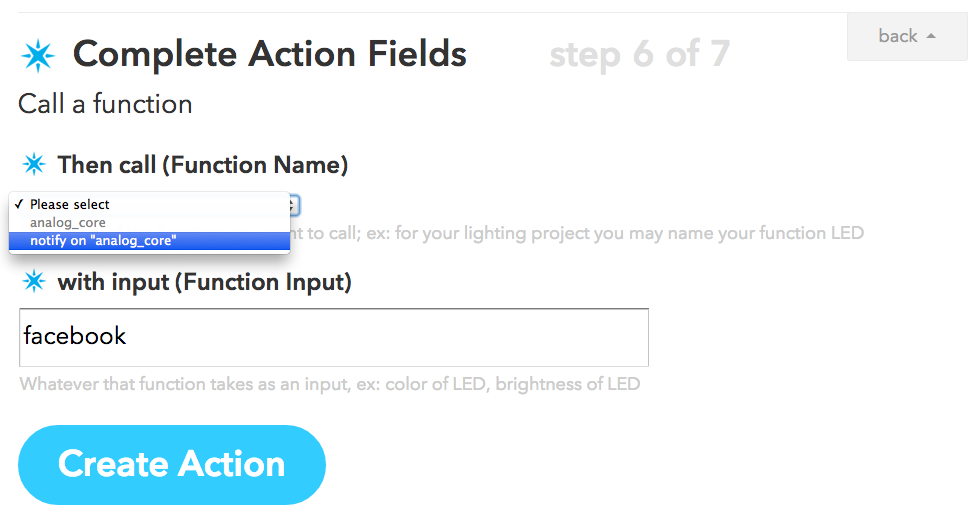 back
Complete Action Fields step 6 of 7
Call a function
Then call (Function Name)
✓ Please select
analog_core
notify on "analog_core"
nt to call; ex: for your lighting project you may name your function LED
with input (Function Input)
facebook
Whatever that function takes as an input, ex: color of LED, brightness of LED
Create Action